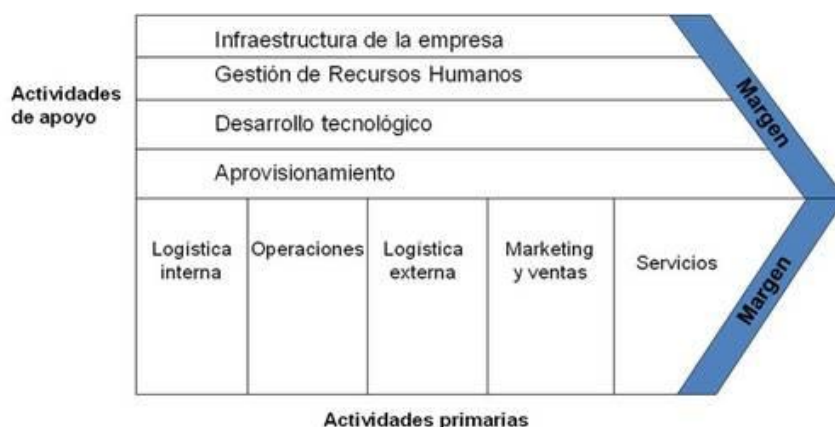 Infraestructura de la empresa
Gestión de Recursos Humanos
Actividades
de apoyo
Desarrollo tecnológico
Aprovisionamiento
Margen
Logística
interna
Operaciones
Logística
externa
Marketing
y ventas
Servicios
Margen
Actividades primarias